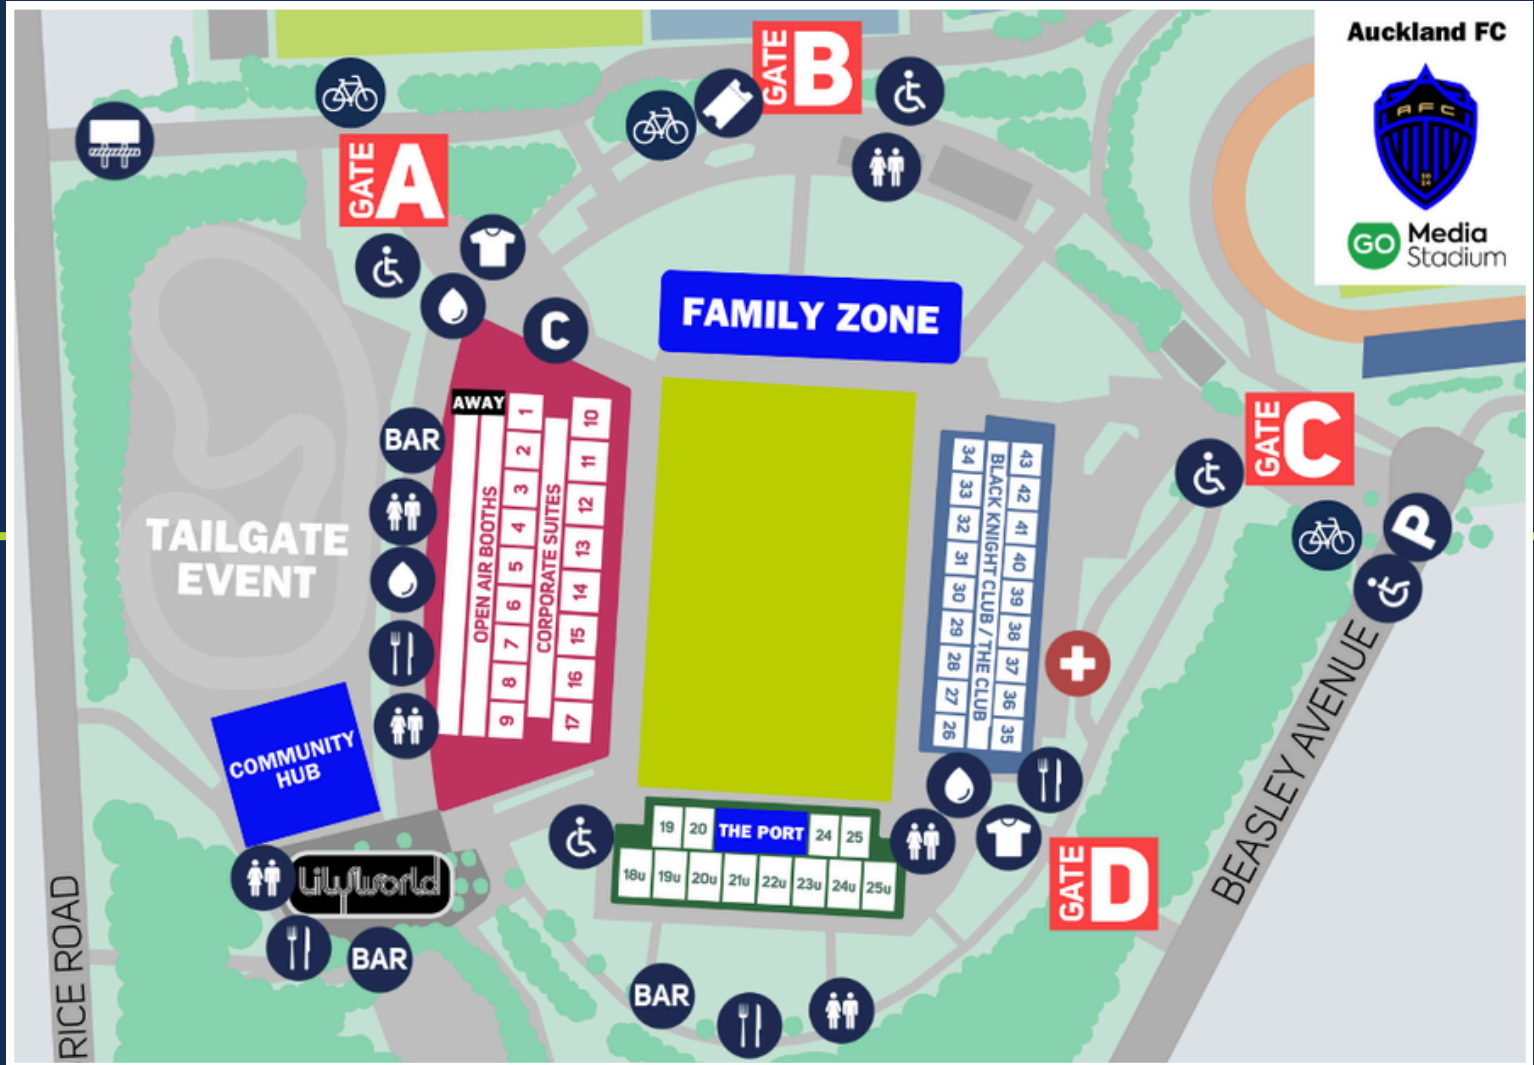 Auckland FC
AFC
GO Media Stadium
GATE B
GATE A
FAMILY ZONE
C
GATE C
P
AWAY
BAR
1
2
3
4
5
6
7
8
9
OPEN AIR BOOTHS
CORPORATE SUITES
10
11
12
13
14
15
16
17
34
33
32
31
30
29
28
27
26
BLACK KNIGHT CLUB / THE CLUB
43
42
41
40
39
38
37
36
35
TAILGATE
EVENT
COMMUNITY
HUB
BEASLEY AVENUE
19 20 THE PORT 24 25
18u 19u 20u 21u 22u 23u 24u 25u
GATE D
Lilyworld
BAR
BAR
RICE ROAD